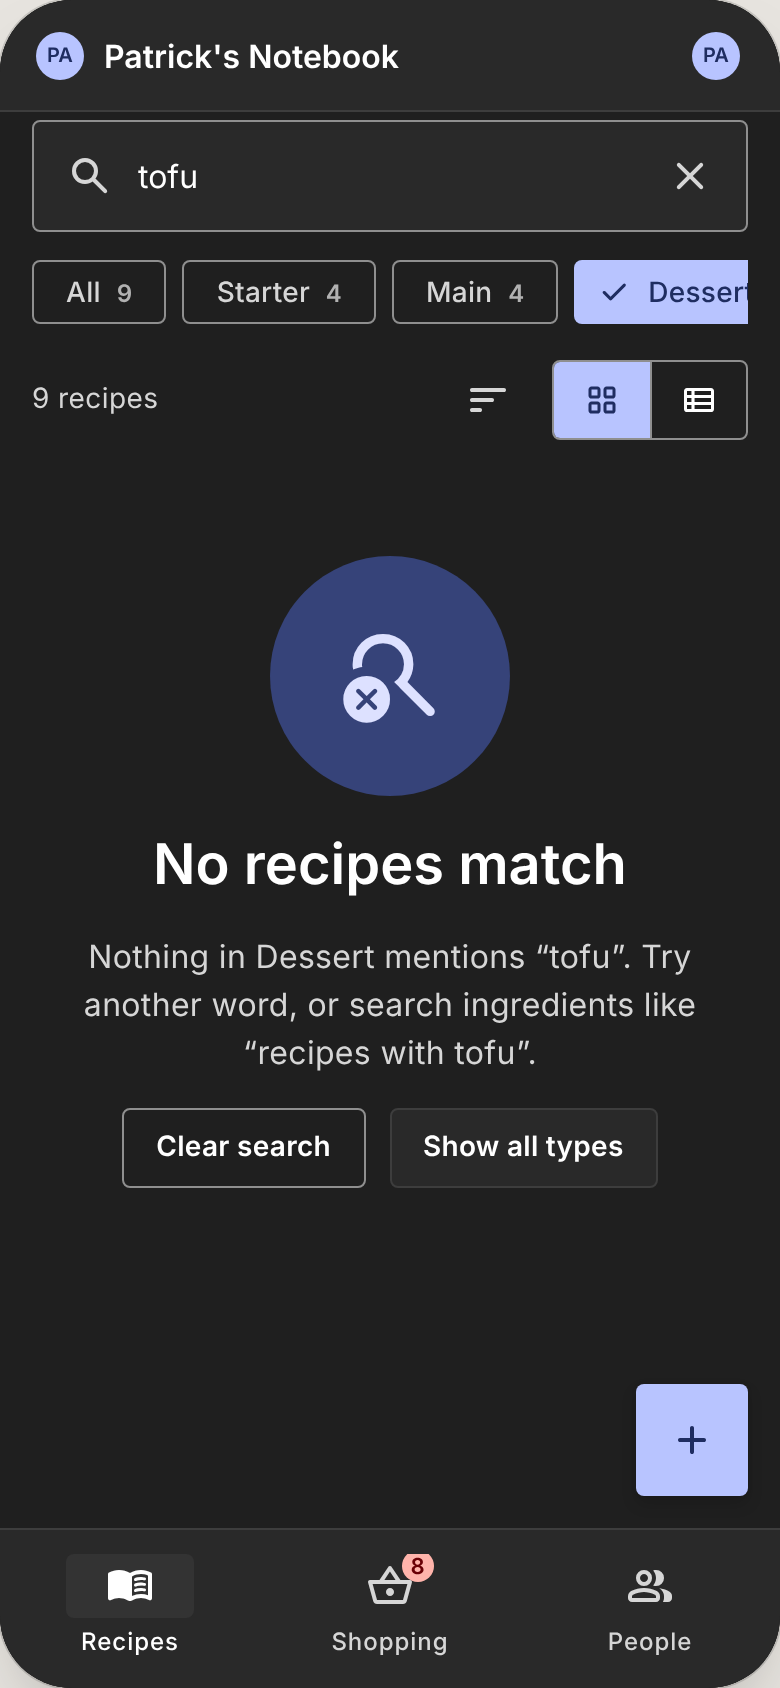 PA Patrick's Notebook PA
tofu
All 9 Starter 4 Main 4 Dessert
9 recipes
No recipes match
Nothing in Dessert mentions “tofu”. Try
another word, or search ingredients like
“recipes with tofu”.
Clear search Show all types
8
Recipes Shopping People